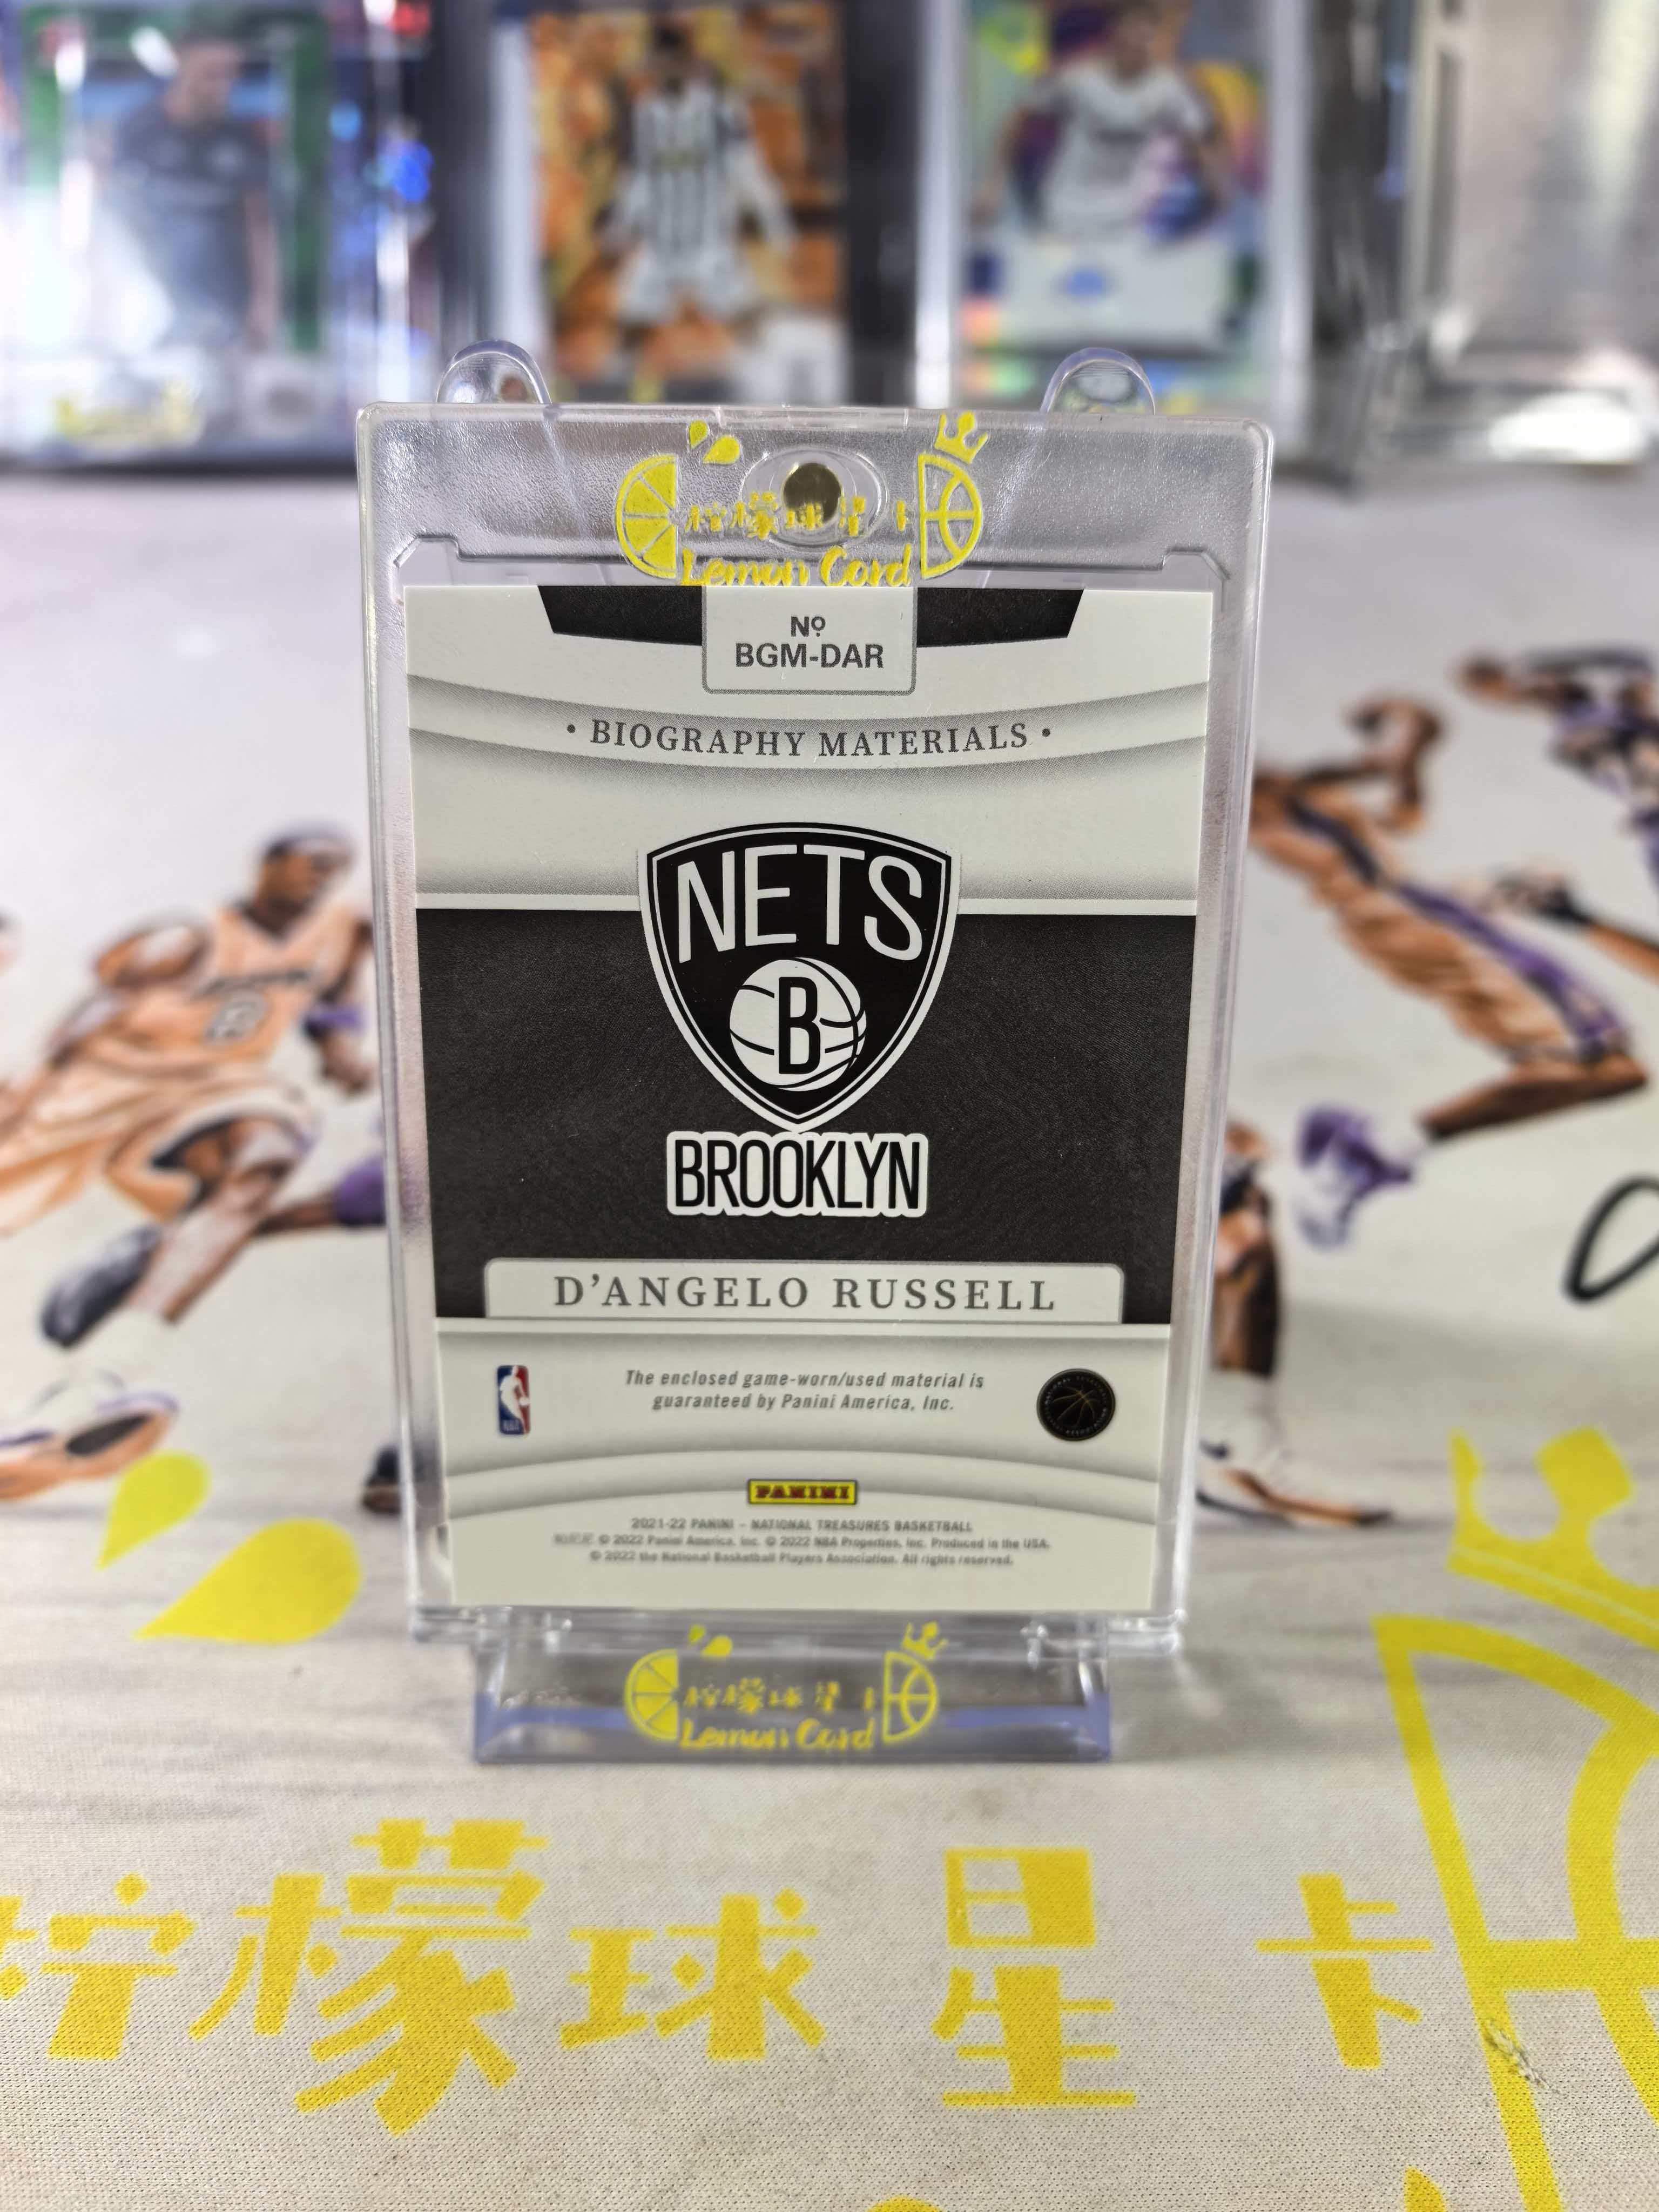 柠檬球星卡
Lemon Card
Nº
BGM-DAR
• BIOGRAPHY MATERIALS •
NETS
B
BROOKLYN
D'ANGELO RUSSELL
The enclosed game-worn/used material is
guaranteed by Panini America, Inc.
PANINI
2021-22 PANINI – NATIONAL TREASURES BASKETBALL
© 2022 Panini America, Inc. © 2022 NBA Properties, Inc. Produced in the USA.
© 2022 the National Basketball Players Association. All rights reserved.
柠檬球星卡
Lemon Card
柠檬球星卡